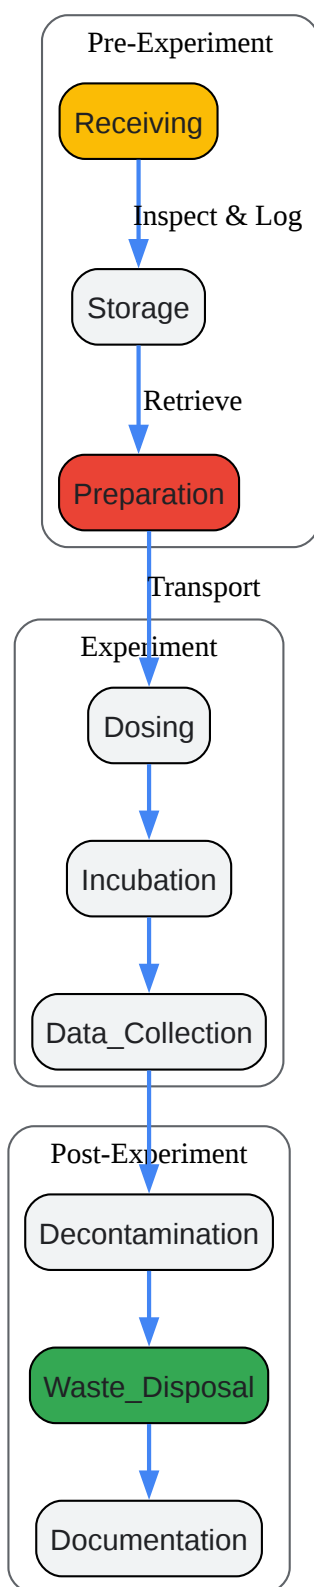 Pre-Experiment
Receiving
Inspect & Log
Storage
Retrieve
Preparation
Transport
Experiment
Dosing
Incubation
Data_Collection
Post-Experiment
Decontamination
Waste_Disposal
Documentation